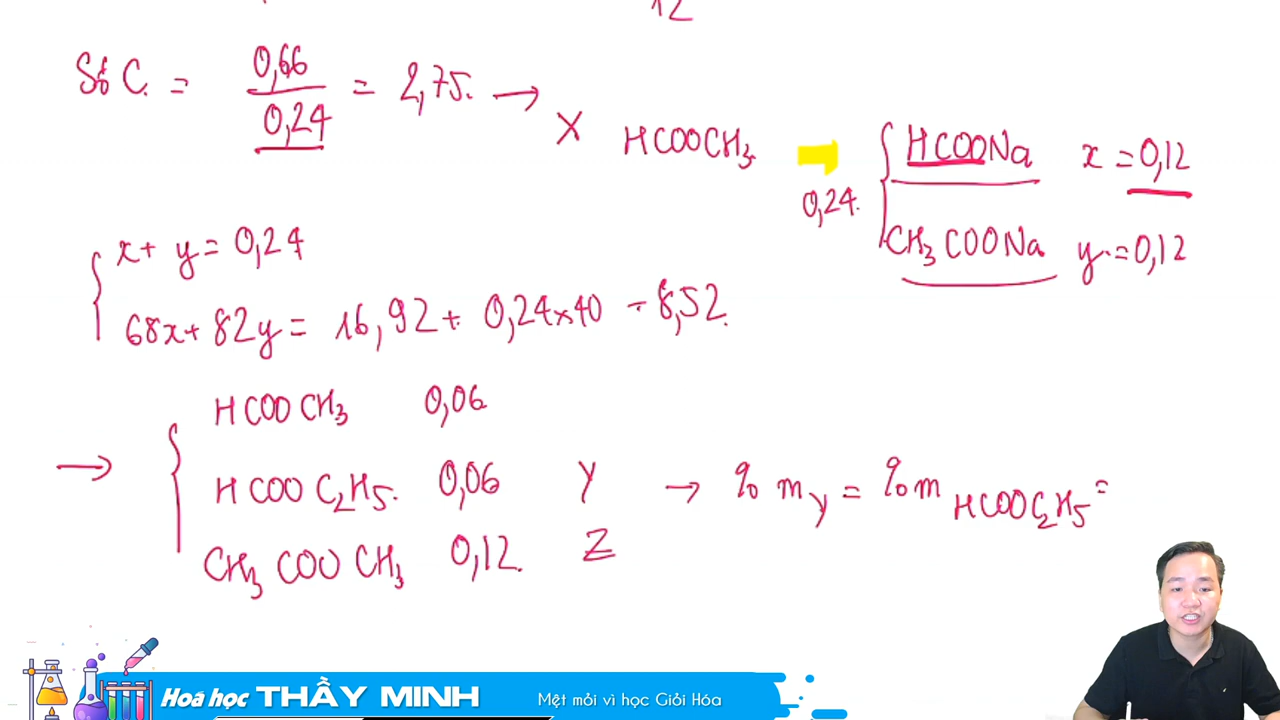 12
Số C = 0,66 / 0,24 = 2,75. → X HCOOCH3 0,24. { HCOONa x = 0,12
CH3COONa y = 0,12
{ x + y = 0,24
68x + 82y = 16,92 + 0,24×40 - 8,52.
→ { HCOOCH3 0,06
HCOOC2H5. 0,06 Y → % mY = % m HCOOC2H5 =
CH3COOCH3 0,12. Z
Hoá học THẦY MINH Mệt mỏi vì học Giỏi Hóa